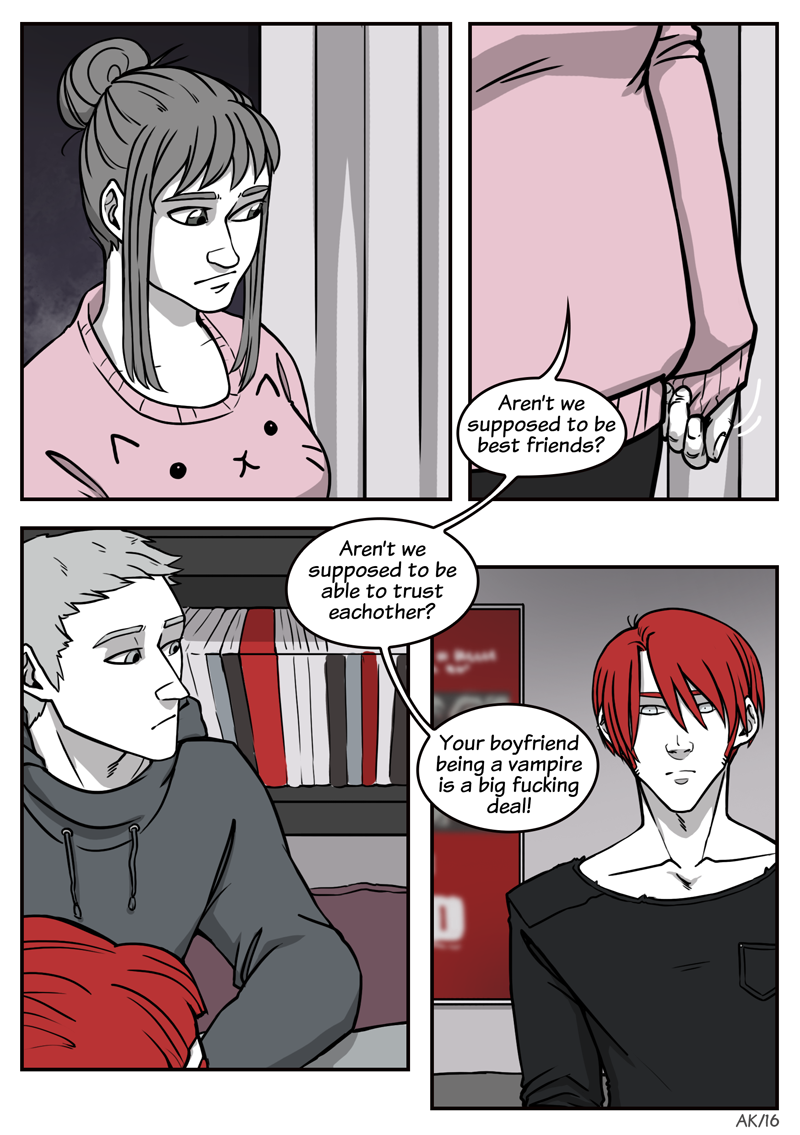 Aren't we
supposed to be
best friends?
Aren't we
supposed to be
able to trust
eachother?
Your boyfriend
being a vampire
is a big fucking
deal!
AK/16